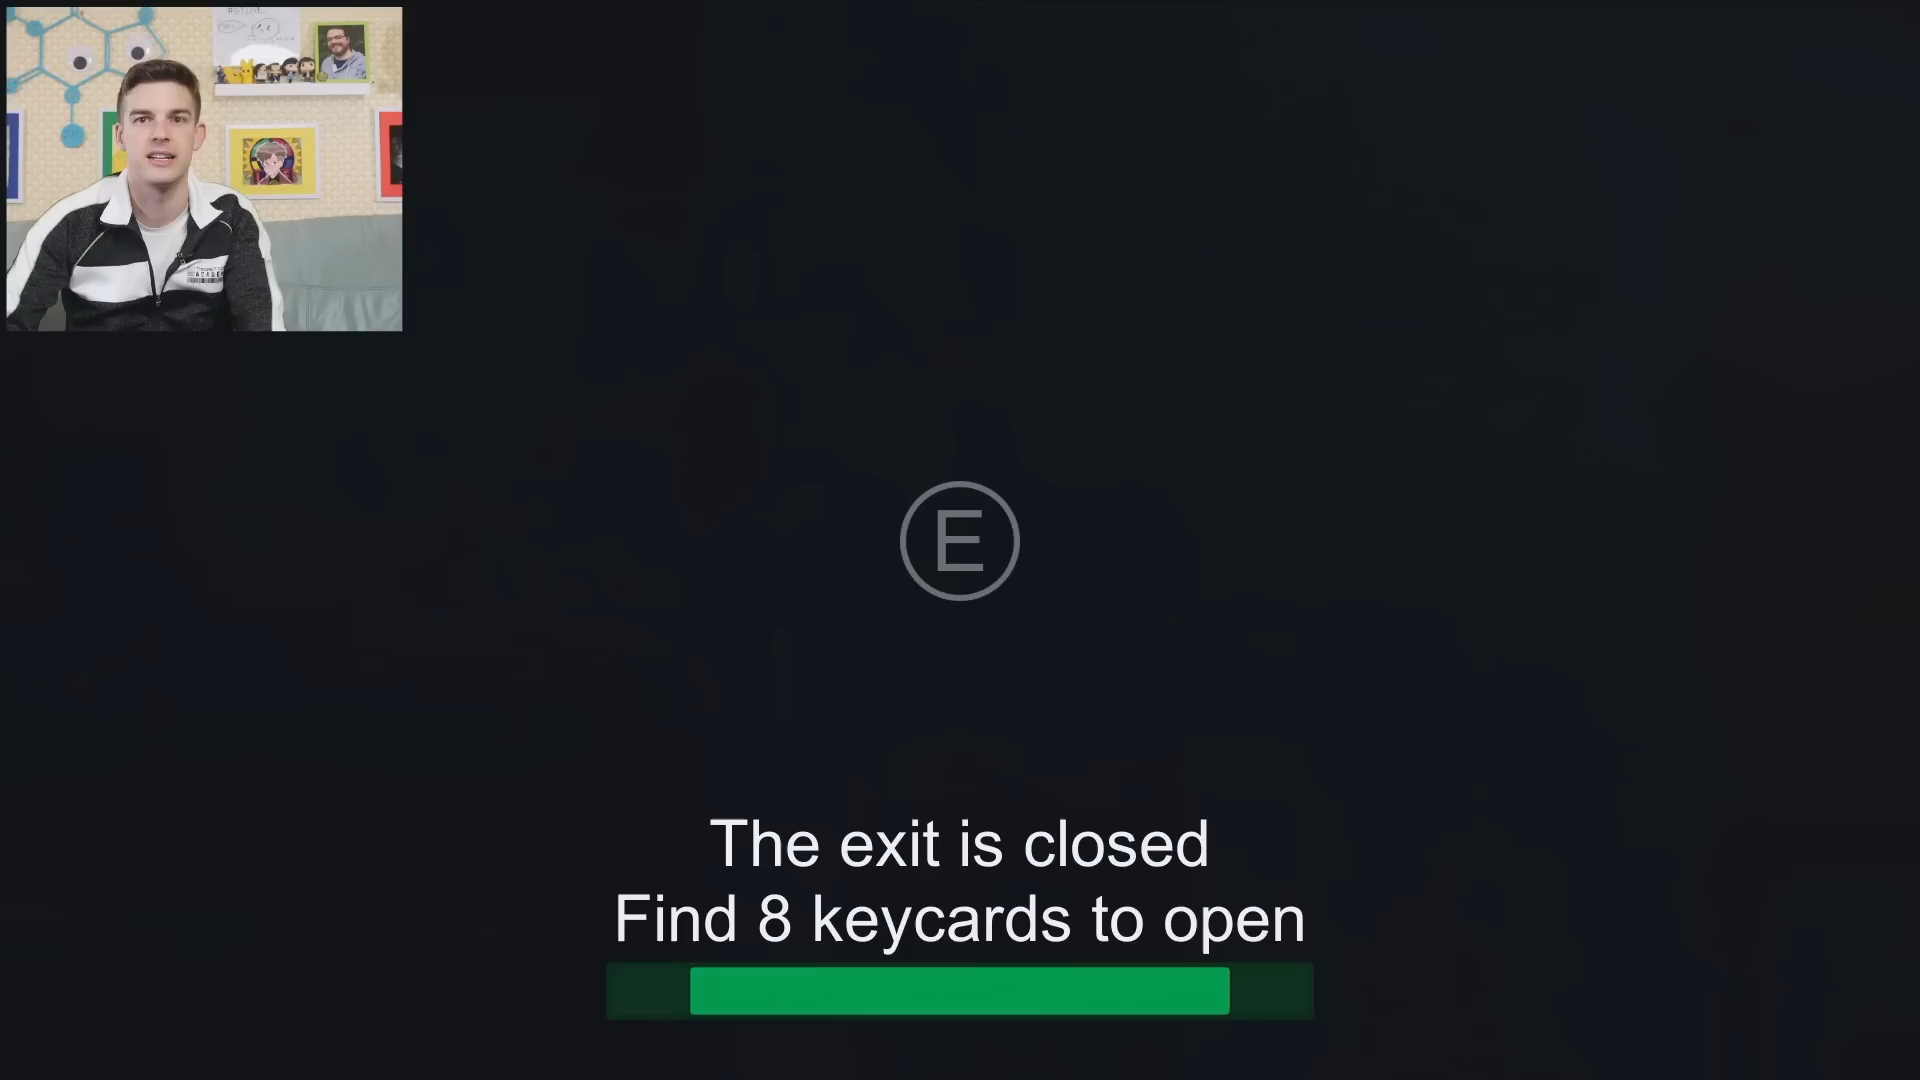 E
The exit is closed
Find 8 keycards to open